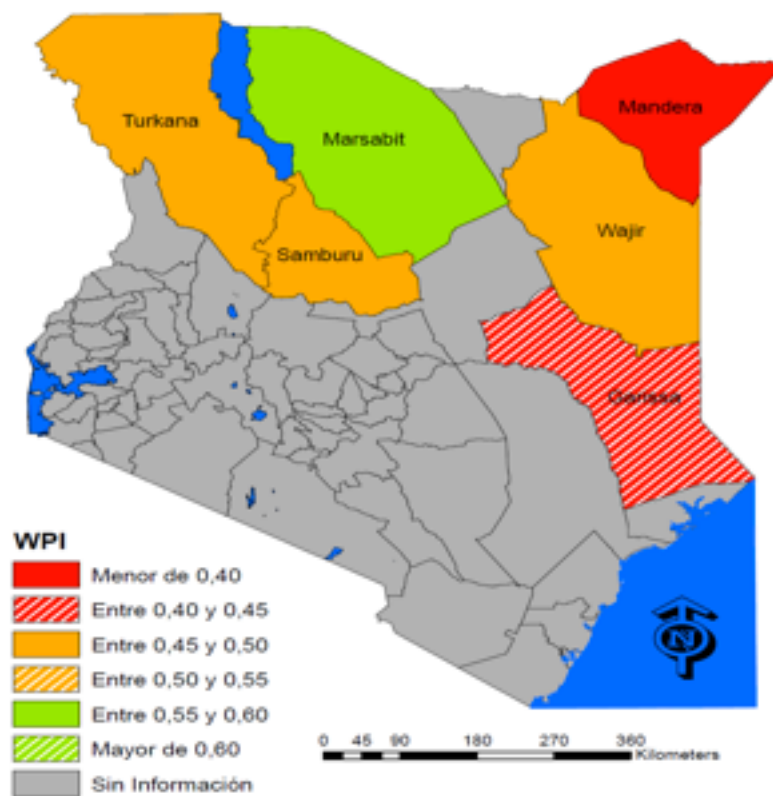 Mandera
Turkana
Marsabit
Wajir
Samburu
Garissa
WPI
Menor de 0,40
Entre 0,40 y 0,45
Entre 0,45 y 0,50
Entre 0,50 y 0,55
Entre 0,55 y 0,60
Mayor de 0,60
Sin Información
N
0 45 90 180 270 360
Kilometers